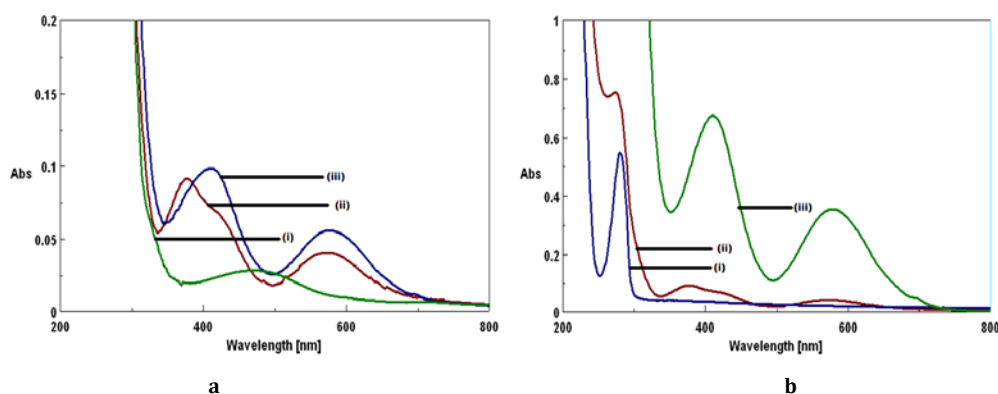 0.2
0.15
0.1
0.05
0
Abs
(iii)
(ii)
(i)
200 400 600 800
Wavelength [nm]
a
1
0.8
0.6
0.4
0.2
0
Abs
(iii)
(ii)
(i)
200 400 600 800
Wavelength [nm]
b